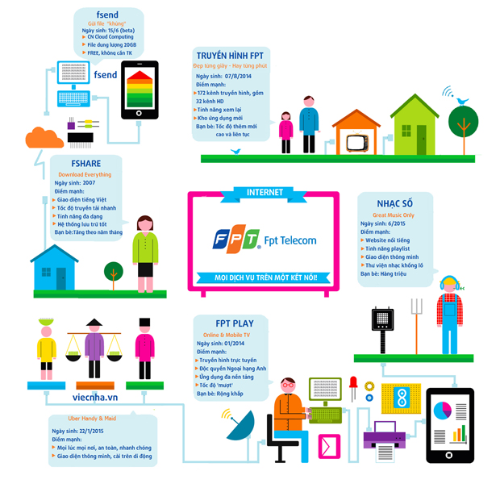 fsend
Gửi file "khủng"
Ngày sinh: 15/6 (beta)
CN Cloud Computing
File dung lượng 20GB
FREE, không cần TK
fsend
TRUYỀN HÌNH FPT
Đáp từng giây - Hay từng phút
Ngày sinh: 07/8/2014
Điểm mạnh:
172 kênh truyền hình, gồm
32 kênh HD
Tính năng xem lại
Kho ứng dụng mới
Bạn bè: Tốc độ thêm mới
cao và liên tục
FSHARE
Download Everything
Ngày sinh: 2007
Điểm mạnh:
Giao diện tiếng Việt
Tốc độ truyền tải nhanh
Tính năng đa dạng
Hệ thống lưu trữ tốt
Bạn bè:Tăng theo năm tháng
INTERNET
FPT Fpt Telecom
MỌI DỊCH VỤ TRÊN MỘT KẾT NỐI!
NHẠC SỐ
Great Music Only
Ngày sinh: 6/2015
Điểm mạnh:
Website nổi tiếng
Tính năng playlist
Giao diện thông minh
Thư viện nhạc khổng lồ
Bạn bè: Hàng triệu
FPT PLAY
Online & Mobile TV
Ngày sinh: 01/2014
Điểm mạnh:
Truyền hình trực tuyến
Độc quyền Ngoại hạng Anh
Ứng dụng đa nền tảng
Tốc độ 'mượt'
Bạn bè: Rộng khắp
viecnha.vn
Uber Handy & Maid
Ngày sinh: 22/1/2015
Điểm mạnh:
Mọi lúc mọi nơi, an toàn, nhanh chóng
Giao diện thông minh, cài trên di động